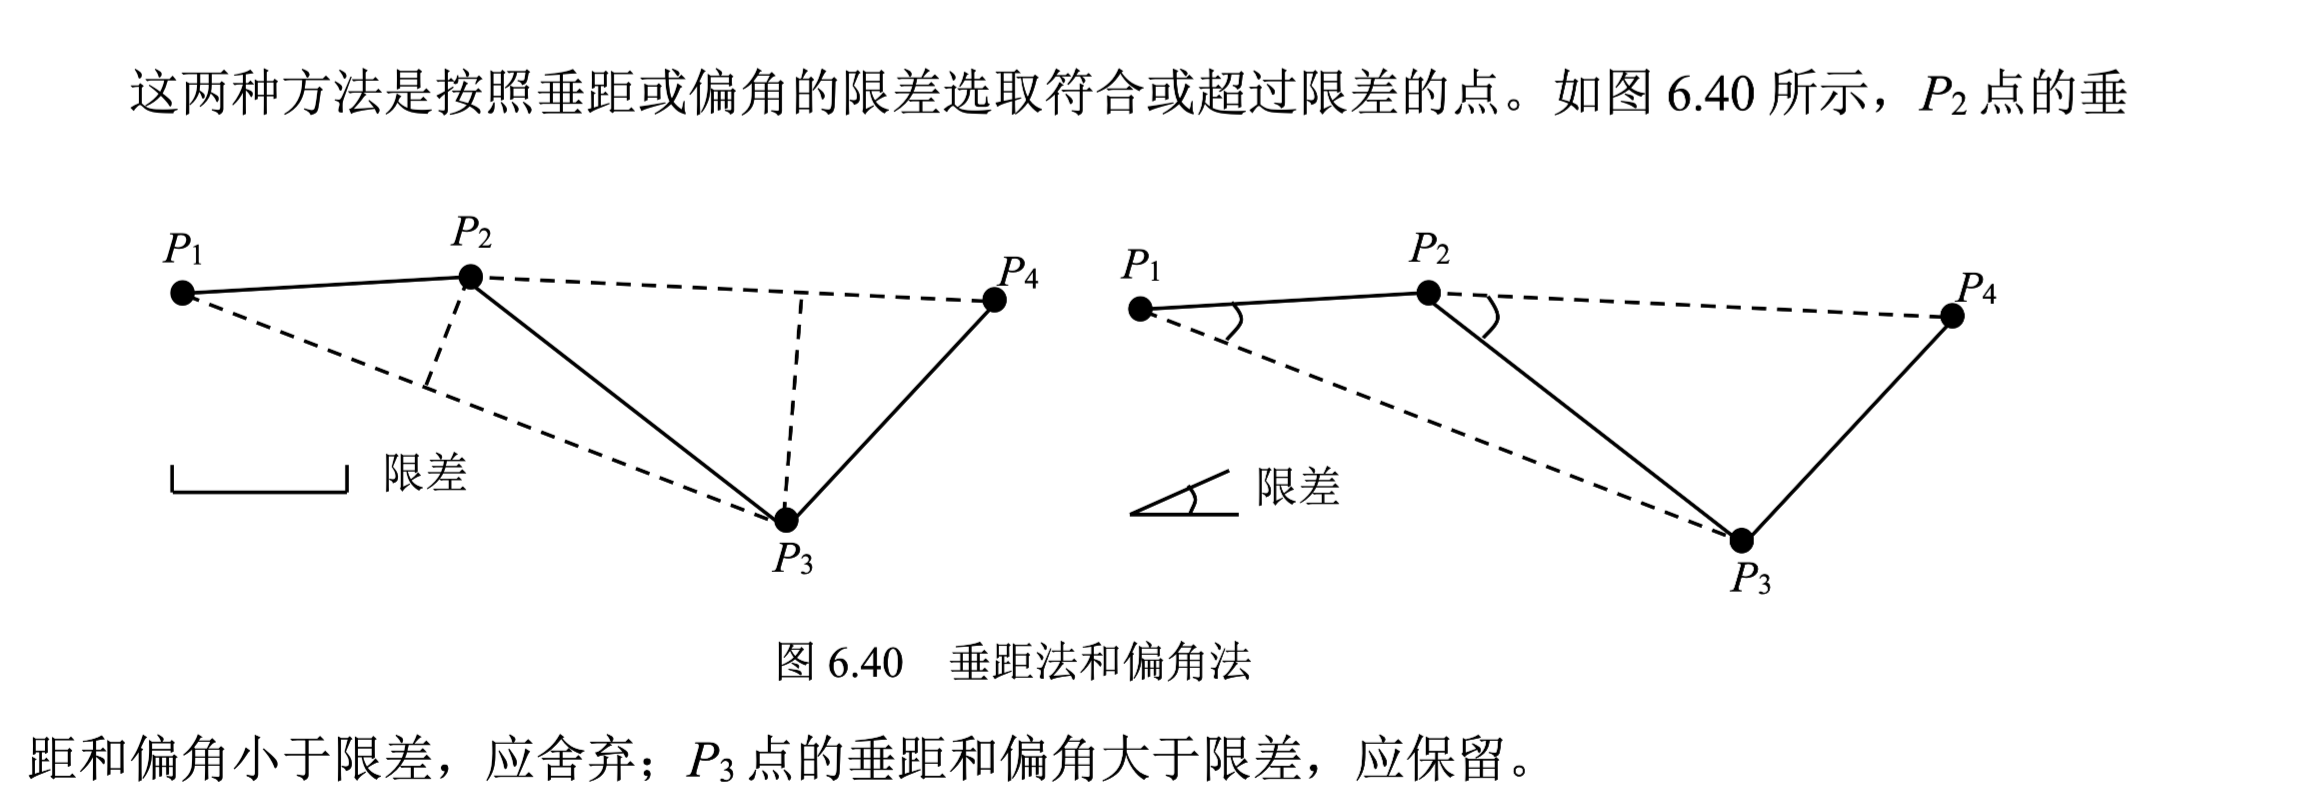 这两种方法是按照垂距或偏角的限差选取符合或超过限差的点。如图 6.40 所示，P2 点的垂
P1
P2
P4
P3
限差
P1
P2
P4
P3
限差
图 6.40 垂距法和偏角法
距和偏角小于限差，应舍弃；P3 点的垂距和偏角大于限差，应保留。